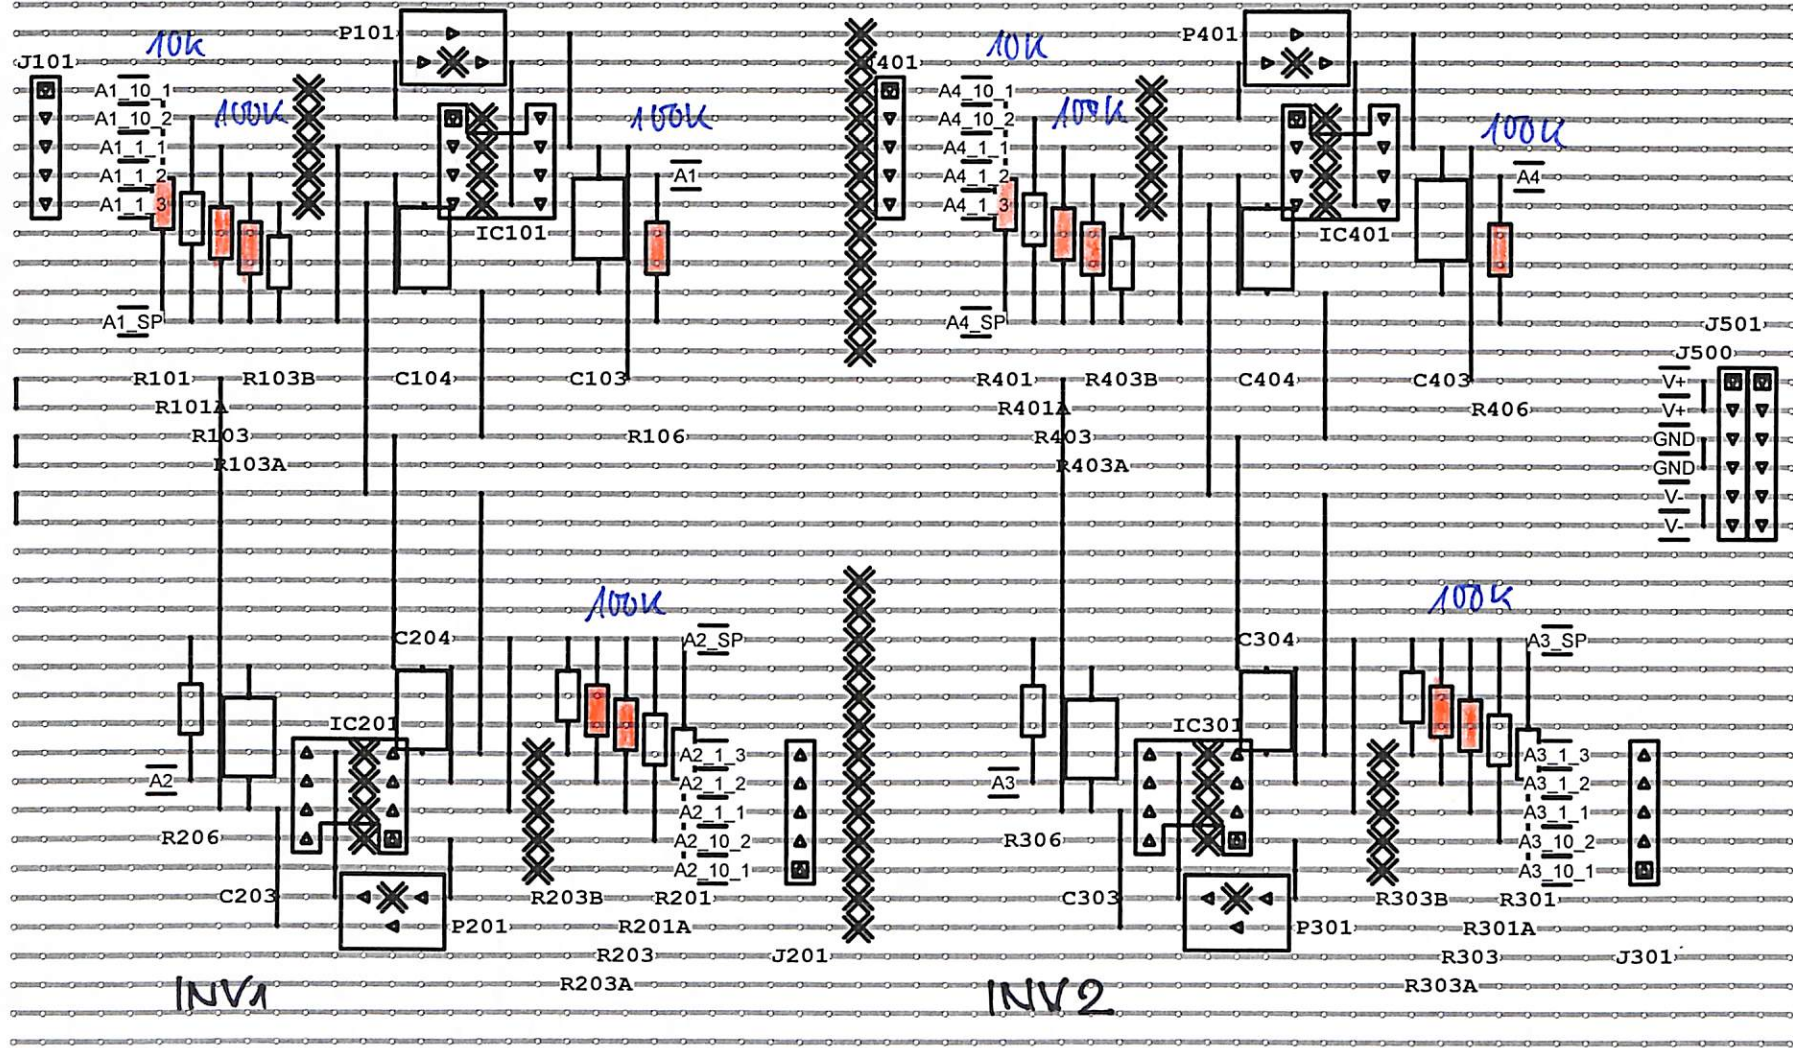 P101 P401
10K 10K
J101 401 J501
A1_10_1 A4_10_1
100K 100K
A1_10_2 100K A4_10_2 100K
A1_1_1 A4_1_1
A1_1_2 A1 A4_1_2 A4
A1_1_3 A4_1_3
IC101 IC401
A1_SP A4_SP
J501
J500
R101 R103B C104 C103 R401 R403B C404 C403 V+
R101A R401A R406 V+
R103 R106 R403 GND
R103A R403A GND
V-
V-
100K 100K
C204 A2_SP C304 A3_SP
IC201 IC301
A2_1_3 A3_1_3
A2 A2_1_2 A3 A3_1_2
A2_1_1 A3_1_1
R206 A2_10_2 R306 A3_10_2
A2_10_1 A3_10_1
C203 R203B R201 C303 R303B R301
P201 R201A P301 R301A
R203 J201 R303 J301
R203A R303A
INV1 INV2